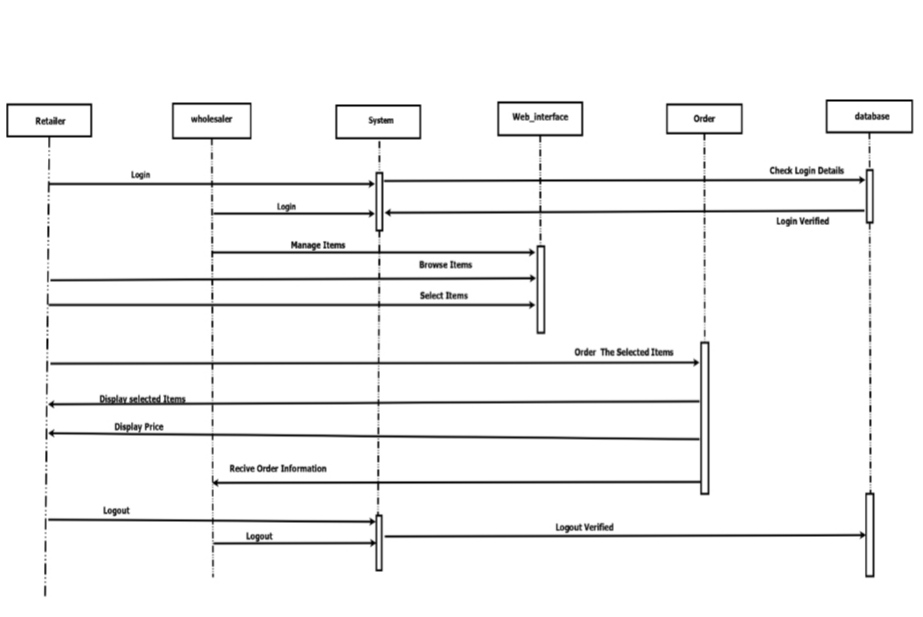 Retailer
wholesaler
System
Web_interface
Order
database
Login
Check Login Details
Login
Login Verified
Manage Items
Browse Items
Select Items
Order The Selected Items
Display selected Items
Display Price
Recive Order Information
Logout
Logout Verified
Logout